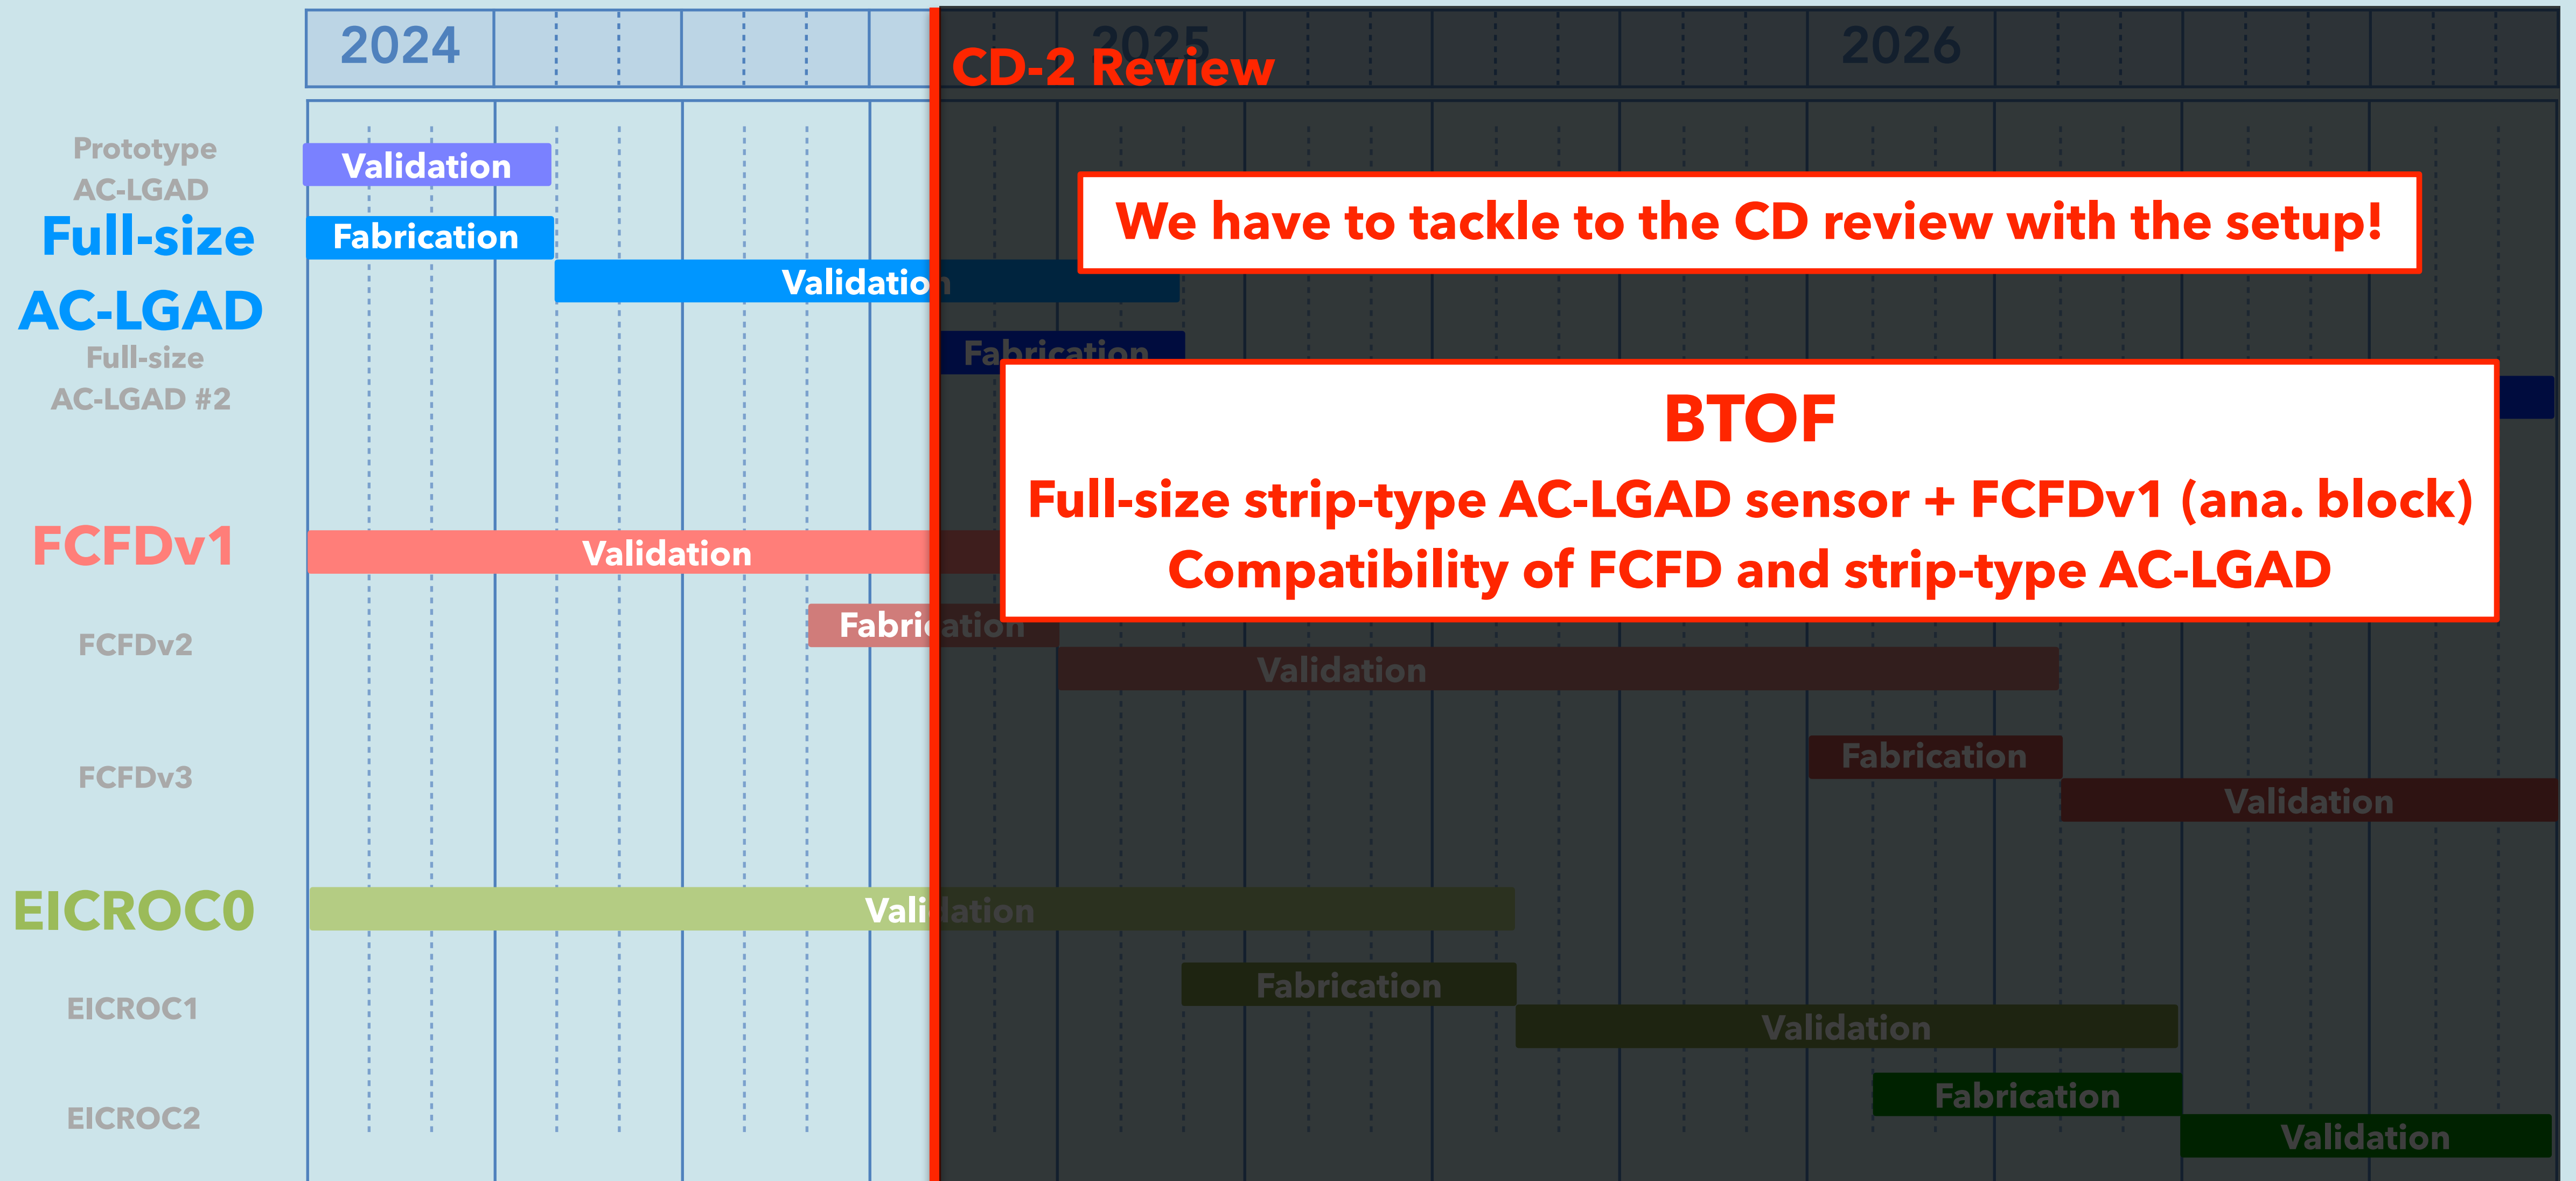 2024
2025
2026
CD-2 Review
Prototype
AC-LGAD
Validation
We have to tackle to the CD review with the setup!
Full-size
AC-LGAD
Fabrication
Validation
Full-size
AC-LGAD #2
Fabrication
BTOF
Full-size strip-type AC-LGAD sensor + FCFDv1 (ana. block)
Compatibility of FCFD and strip-type AC-LGAD
FCFDv1
Validation
FCFDv2
Fabrication
Validation
FCFDv3
Fabrication
Validation
EICROC0
Validation
EICROC1
Fabrication
Validation
EICROC2
Fabrication
Validation